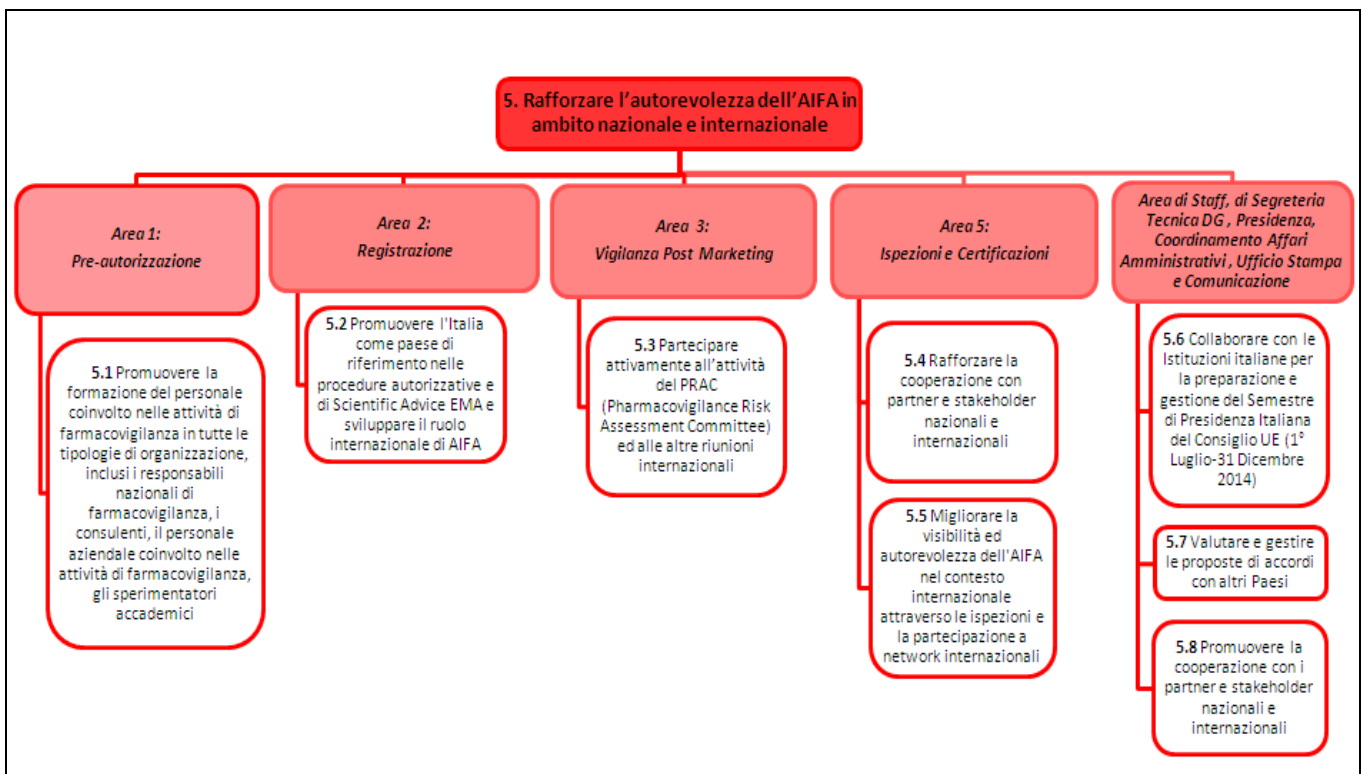 5. Rafforzare l'autorevolezza dell'AIFA in
ambito nazionale e internazionale
Area 1:
Pre-autorizzazione
5.1 Promuovere la
formazione del personale
coinvolto nelle attività di
farmacovigilanza in tutte le
tipologie di organizzazione,
inclusi i responsabili
nazionali di
farmacovigilanza, i
consulenti, il personale
aziendale coinvolto nelle
attività di farmacovigilanza,
gli sperimentatori
accademici
Area 2:
Registrazione
5.2 Promuovere l'Italia
come paese di
riferimento nelle
procedure autorizzative e
di Scientific Advice EMA e
sviluppare il ruolo
internazionale di AIFA
Area 3:
Vigilanza Post Marketing
5.3 Partecipare
attivamente all'attività
del PRAC
(Pharmacovigilance Risk
Assessment Committee)
ed alle altre riunioni
internazionali
Area 5:
Ispezioni e Certificazioni
5.4 Rafforzare la
cooperazione con
partner e stakeholder
nazionali e
internazionali
5.5 Migliorare la
visibilità ed
autorevolezza dell'AIFA
nel contesto
internazionale
attraverso le ispezioni e
la partecipazione a
network internazionali
Area di Staff, di Segreteria
Tecnica DG , Presidenza,
Coordinamento Affari
Amministrativi , Ufficio Stampa
e Comunicazione
5.6 Collaborare con le
Istituzioni italiane per
la preparazione e
gestione del Semestre
di Presidenza Italiana
del Consiglio UE (1°
Luglio-31 Dicembre
2014)
5.7 Valutare e gestire
le proposte di accordi
con altri Paesi
5.8 Promuovere la
cooperazione con i
partner e stakeholder
nazionali e
internazionali